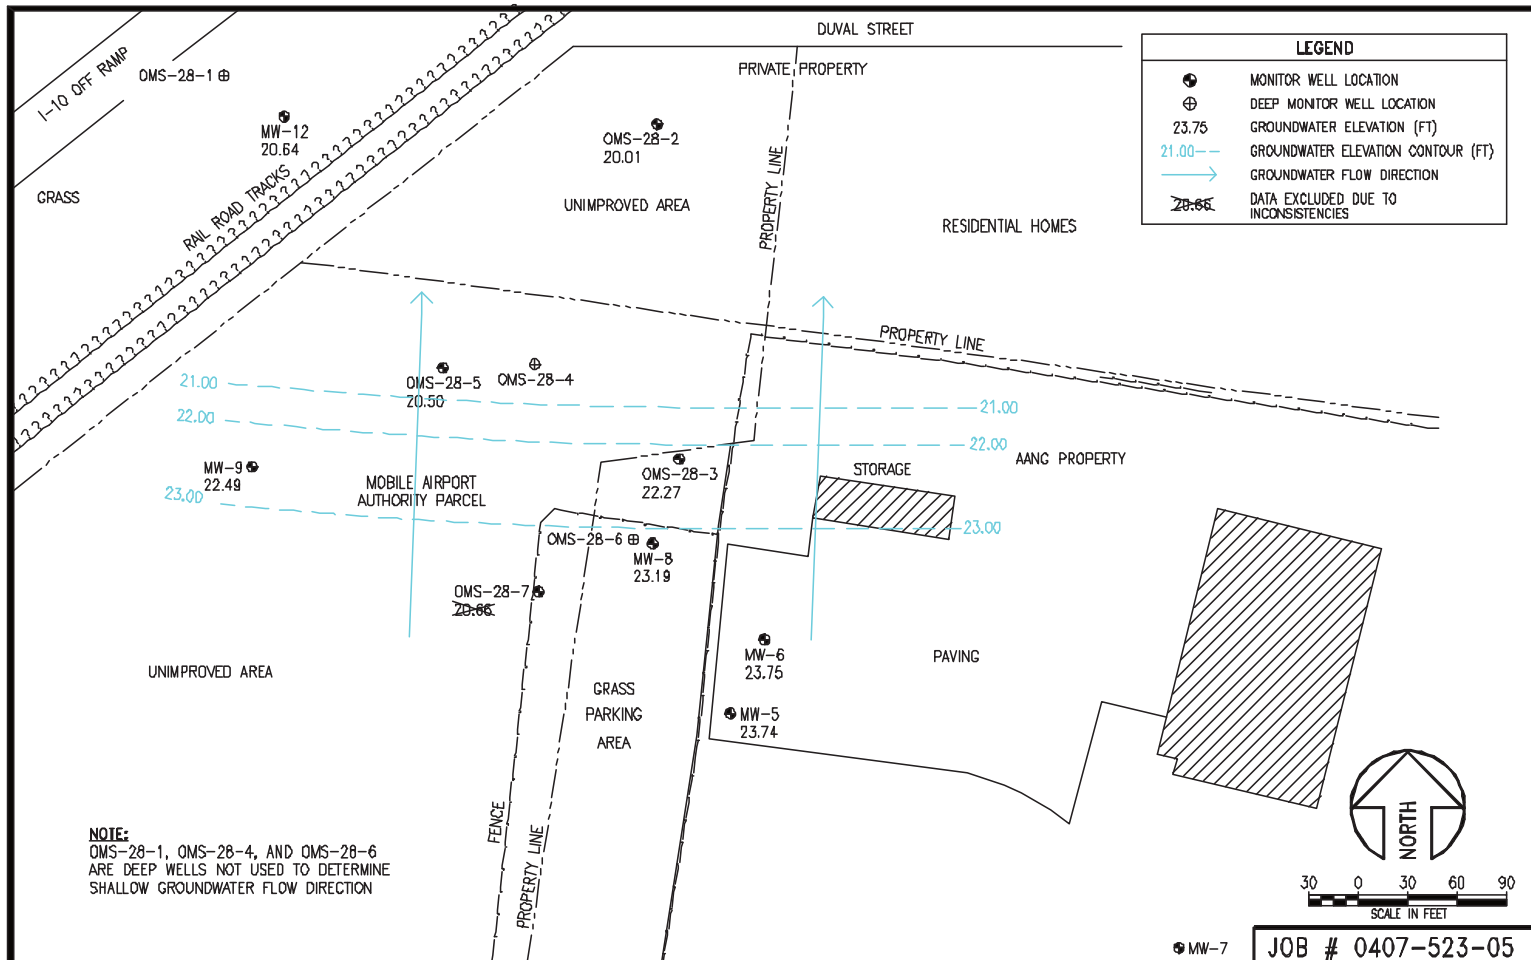 DUVAL STREET
PRIVATE PROPERTY
I-10 OFF RAMP
OMS-28-1
MW-12
20.64
GRASS
RAIL ROAD TRACKS
OMS-28-2
20.01
UNIMPROVED AREA
PROPERTY LINE
RESIDENTIAL HOMES
LEGEND
MONITOR WELL LOCATION
DEEP MONITOR WELL LOCATION
23.75 GROUNDWATER ELEVATION (FT)
21.00 GROUNDWATER ELEVATION CONTOUR (FT)
GROUNDWATER FLOW DIRECTION
20.66 DATA EXCLUDED DUE TO
INCONSISTENCIES
PROPERTY LINE
OMS-28-5
20.50
OMS-28-4
21.00
21.00
22.00
22.00
MW-9
22.49
MOBILE AIRPORT
AUTHORITY PARCEL
OMS-28-3
22.27
STORAGE
AANG PROPERTY
23.00
23.00
OMS-28-6
MW-8
23.19
OMS-28-7
20.66
UNIMPROVED AREA
MW-6
23.75
PAVING
GRASS
PARKING
AREA
MW-5
23.74
FENCE
PROPERTY LINE
NOTE:
OMS-28-1, OMS-28-4, AND OMS-28-6
ARE DEEP WELLS NOT USED TO DETERMINE
SHALLOW GROUNDWATER FLOW DIRECTION
NORTH
30 0 30 60 90
SCALE IN FEET
MW-7
JOB # 0407-523-05